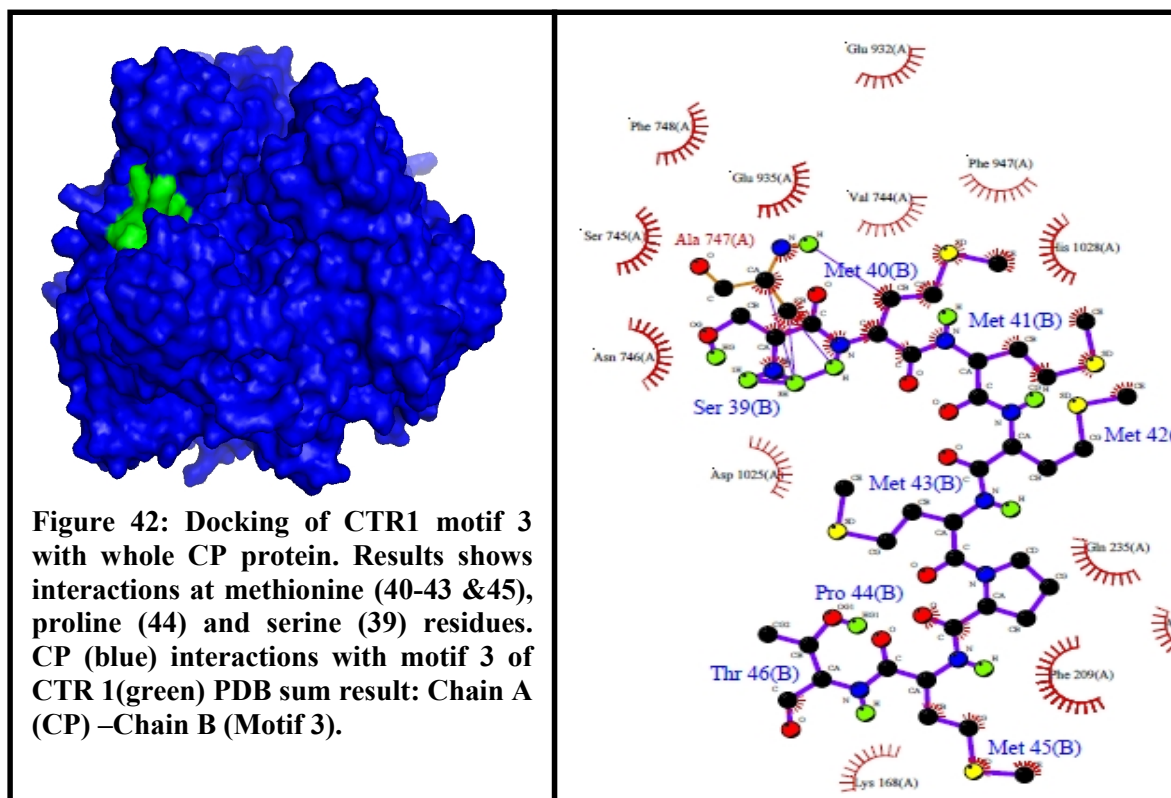 Figure 42: Docking of CTR1 motif 3
with whole CP protein. Results shows
interactions at methionine (40-43 &45),
proline (44) and serine (39) residues.
CP (blue) interactions with motif 3 of
CTR 1(green) PDB sum result: Chain A
(CP) –Chain B (Motif 3).
Glu 932(A)
Phe 748(A
Phe 947(A)
Glu 935(A)
Val 744(A)
Ser 745(A)
Ala 747(A)
His 1028(A)
Met 40(B)
Met 41(B)
Asn 746(A
Ser 39(B)
Met 42(
Asp 1025(A)
Met 43(B)
Gln 235(A)
Pro 44(B)
Thr 46(B)
Phe 209(A)
Met 45(B)
Lys 168(A)